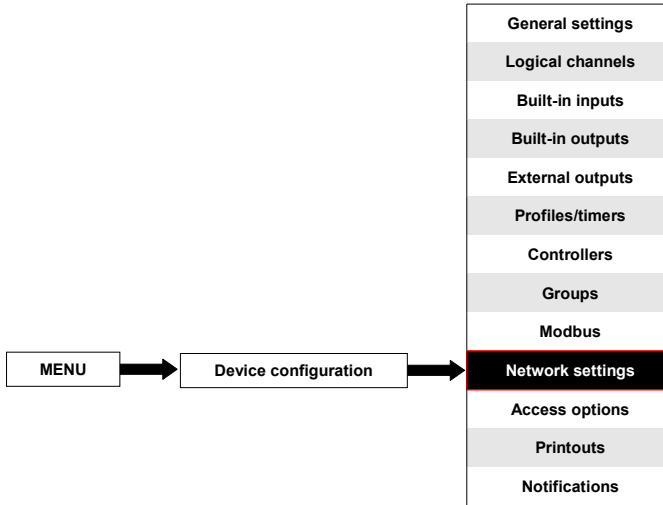 General settings
Logical channels
Built-in inputs
Built-in outputs
External outputs
Profiles/timers
Controllers
Groups
Modbus
MENU
Device configuration
Network settings
Access options
Printouts
Notifications